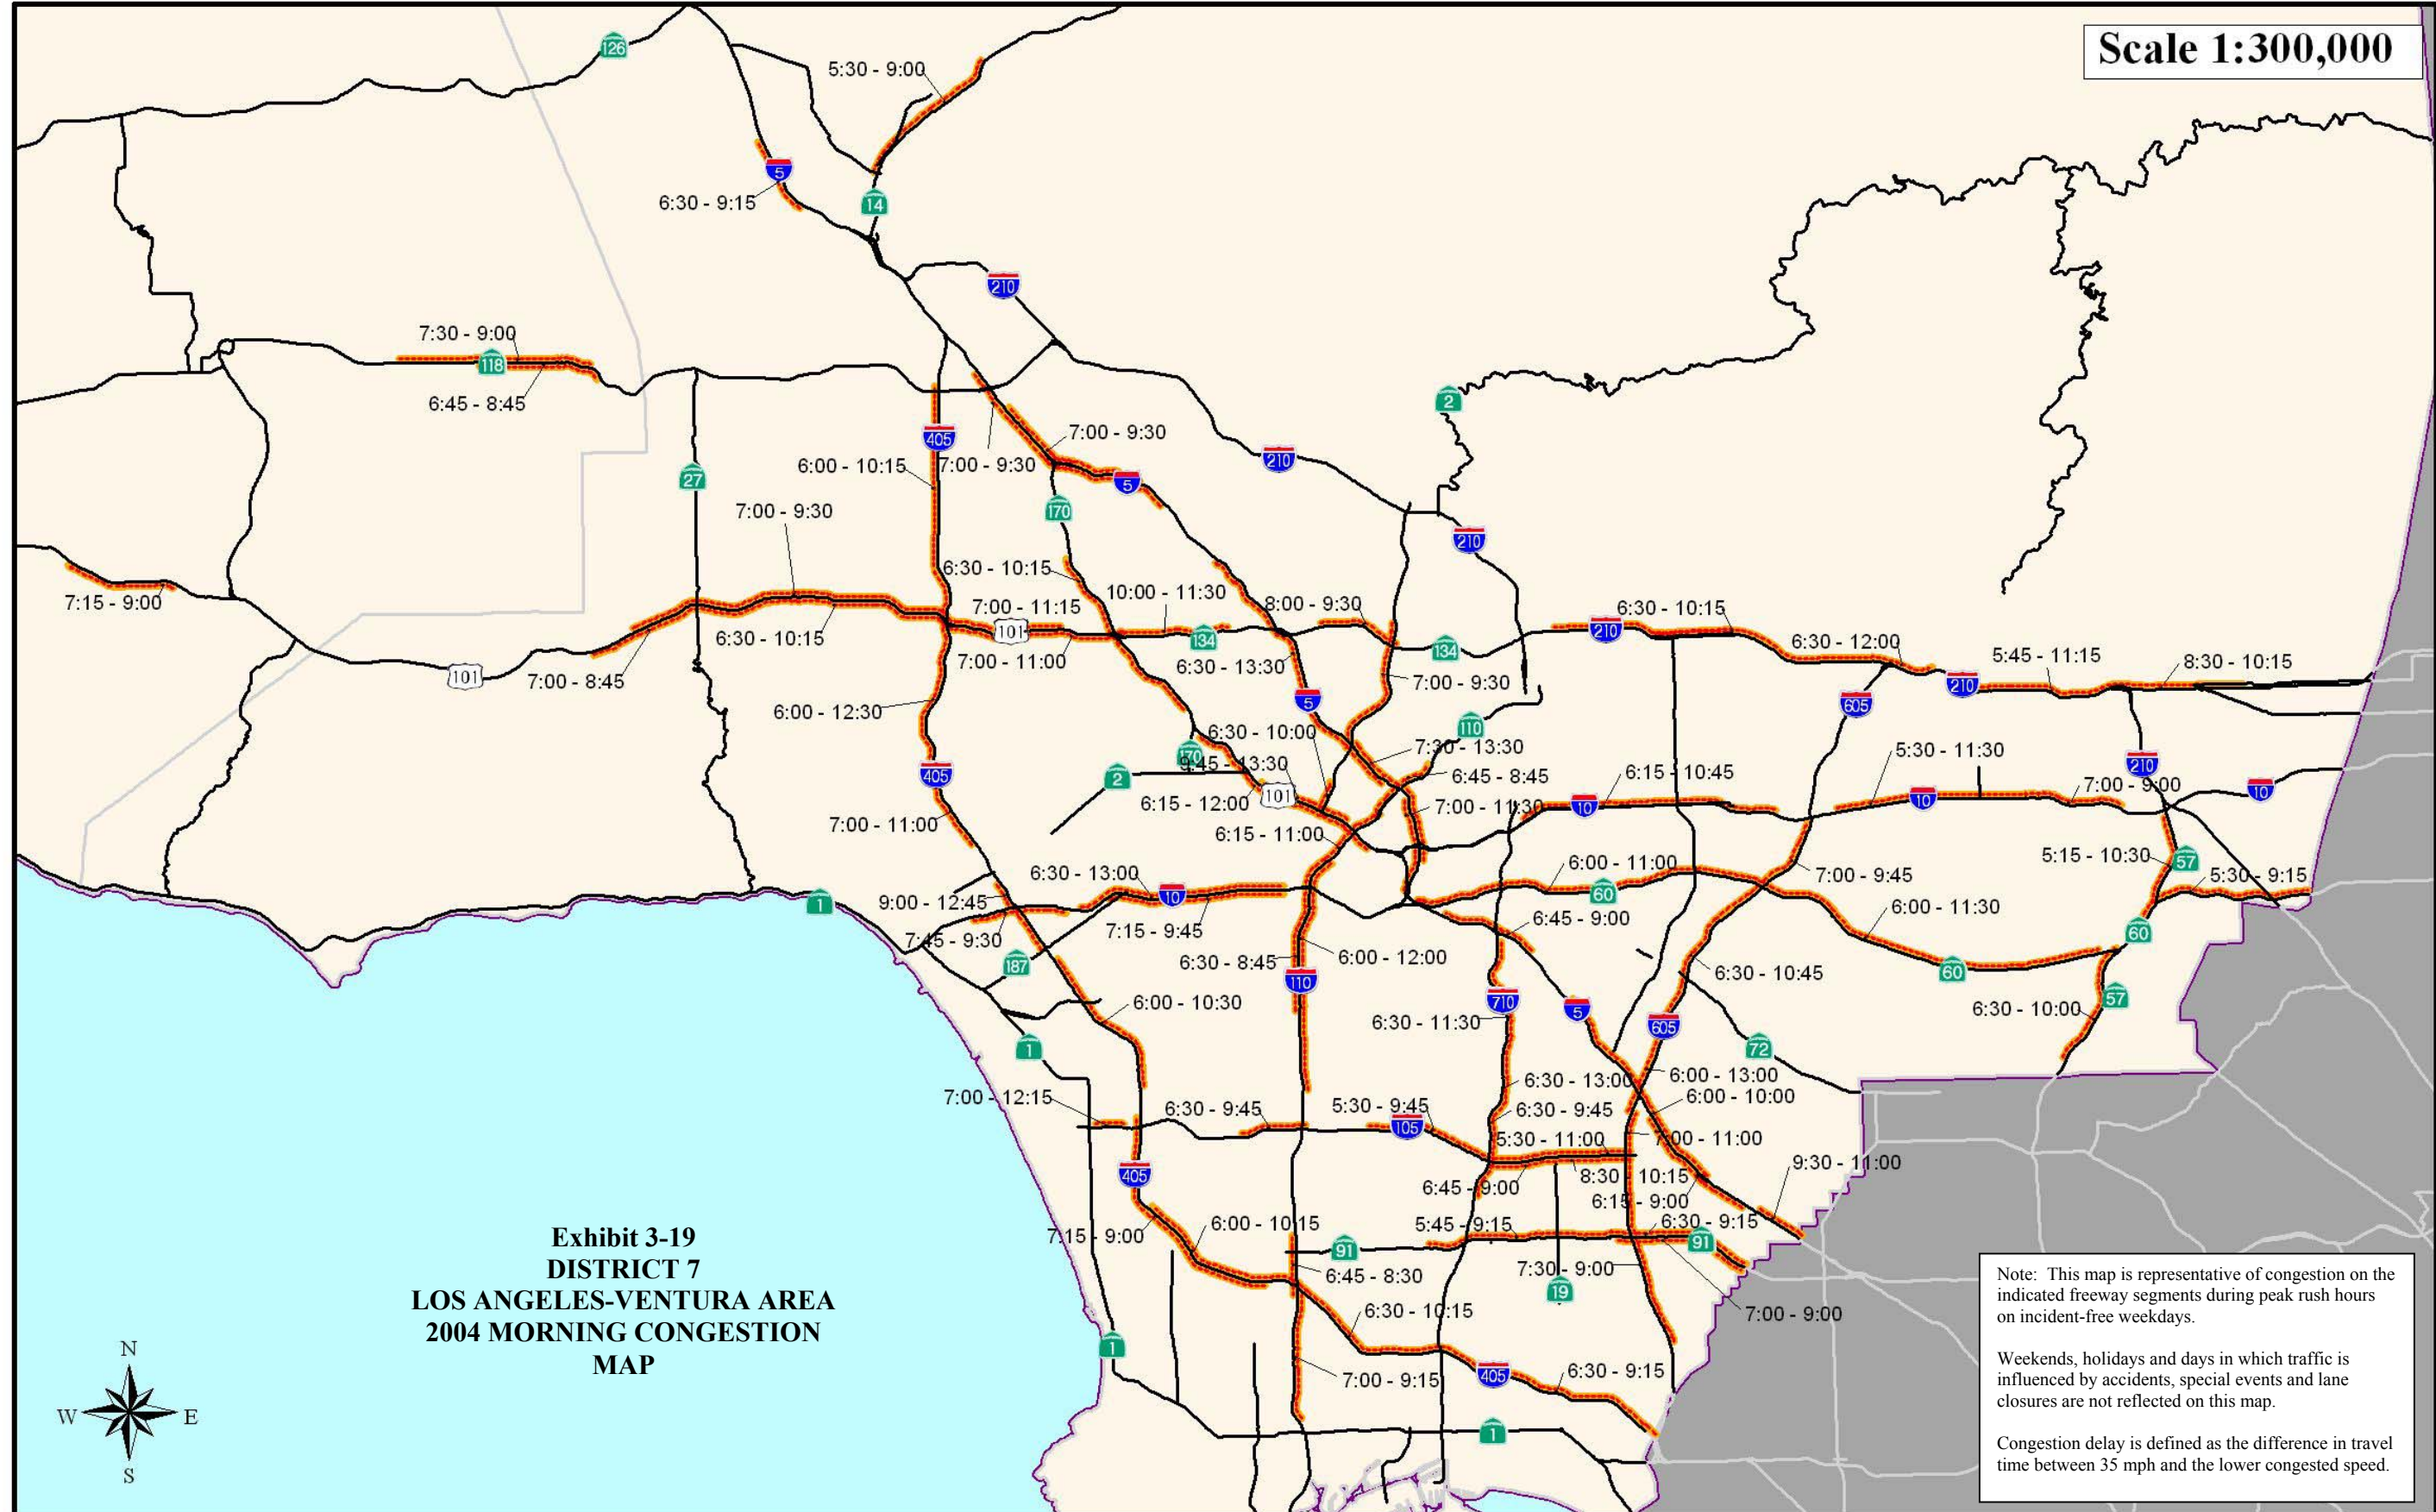 Scale 1:300,000
126
5:30 - 9:00
5
6:30 - 9:15
14
210
7:30 - 9:00
118
6:45 - 8:45
2
405
7:00 - 9:30
6:00 - 10:15
7:00 - 9:30
210
27
5
7:00 - 9:30
170
210
6:30 - 10:15
10:00 - 11:30
7:15 - 9:00
7:00 - 11:15
8:00 - 9:30
6:30 - 10:15
101
134
210
6:30 - 10:15
7:00 - 11:00
6:30 - 13:30
134
6:30 - 12:00
5:45 - 11:15
8:30 - 10:15
101
7:00 - 8:45
7:00 - 9:30
210
6:00 - 12:30
5
605
110
6:30 - 10:00
7:30 - 13:30
170
9:45 - 13:30
5:30 - 11:30
405
2
6:45 - 8:45
6:15 - 10:45
210
7:00 - 9:00
6:15 - 12:00
101
7:00 - 11:30
10
10
10
7:00 - 11:00
6:15 - 11:00
5:15 - 10:30
57
6:00 - 11:00
6:30 - 13:00
7:00 - 9:45
5:30 - 9:15
1
9:00 - 12:45
10
60
6:00 - 11:30
7:45 - 9:30
7:15 - 9:45
6:45 - 9:00
60
187
6:30 - 8:45
6:00 - 12:00
6:30 - 10:45
60
110
6:00 - 10:30
710
5
57
6:30 - 11:30
605
6:30 - 10:00
1
72
7:00 - 12:15
6:30 - 13:00
6:00 - 13:00
6:30 - 9:45
5:30 - 9:45
6:30 - 9:45
6:00 - 10:00
105
5:30 - 11:00
7:00 - 11:00
405
8:30 - 10:15
9:30 - 11:00
6:45 - 9:00
6:15 - 9:00
7:15 - 9:00
6:00 - 10:15
5:45 - 9:15
6:30 - 9:15
91
91
6:45 - 8:30
7:30 - 9:00
19
6:30 - 10:15
7:00 - 9:00
1
7:00 - 9:15
405
6:30 - 9:15
1
Exhibit 3-19
DISTRICT 7
LOS ANGELES-VENTURA AREA
2004 MORNING CONGESTION
MAP
N
W
E
S
Note: This map is representative of congestion on the
indicated freeway segments during peak rush hours
on incident-free weekdays.
Weekends, holidays and days in which traffic is
influenced by accidents, special events and lane
closures are not reflected on this map.
Congestion delay is defined as the difference in travel
time between 35 mph and the lower congested speed.